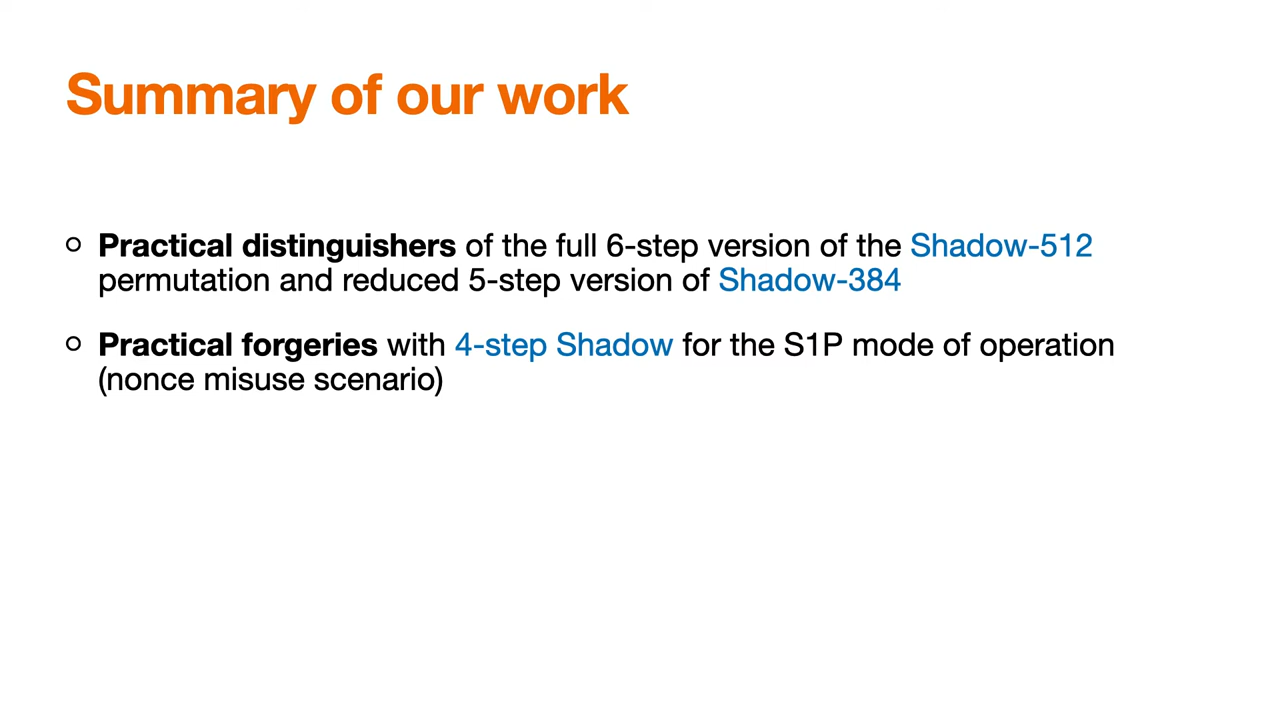 Summary of our work
Practical distinguishers of the full 6-step version of the Shadow-512
permutation and reduced 5-step version of Shadow-384
Practical forgeries with 4-step Shadow for the S1P mode of operation
(nonce misuse scenario)